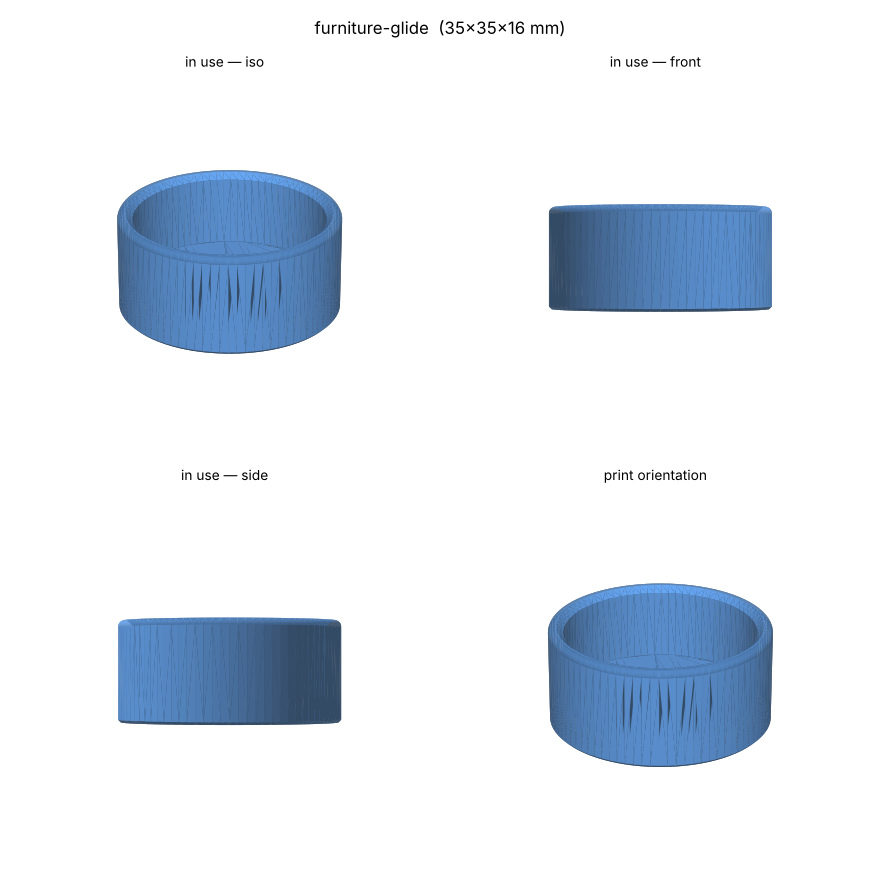 furniture-glide (35×35×16 mm)
in use — iso
in use — front
in use — side
print orientation